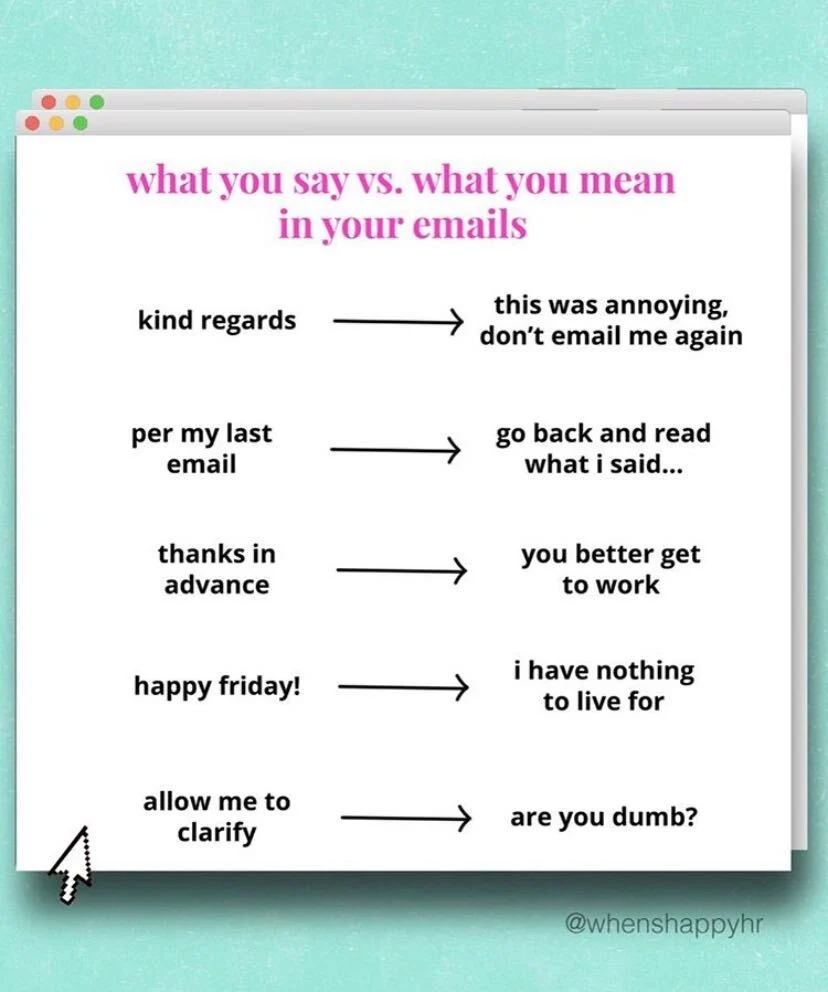 what you say vs. what you mean
in your emails
kind regards
this was annoying,
don't email me again
per my last
email
go back and read
what i said...
thanks in
advance
you better get
to work
happy friday!
i have nothing
to live for
allow me to
clarify
are you dumb?
@whenshappyhr